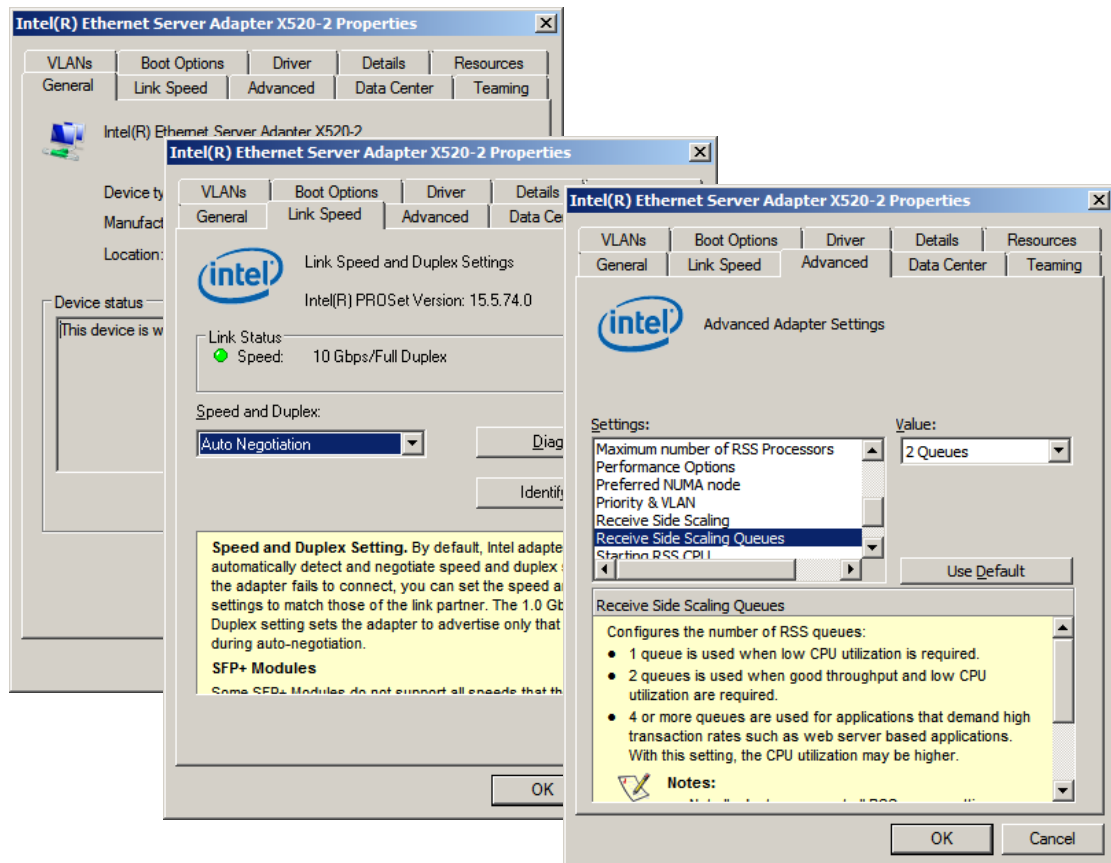 Intel(R) Ethernet Server Adapter X520-2 Properties
VLANs Boot Options Driver Details Resources
General Link Speed Advanced Data Center Teaming
Intel(R) Ethernet Server Adapter X520-2
Device
Location:
Device status
This device is
Intel(R) Ethernet Server Adapter X520-2 Properties
VLANs Boot Options Driver Details
General Link Speed Advanced Data
intel
Link Speed and Duplex Settings
Intel(R) PROSet Version: 15.5.74.0
Link Status
Speed: 10 Gbps/Full Duplex
Speed and Duplex:
Auto Negotiation
Speed and Duplex Setting. By default, Intel
automatically detect and negotiate speed and duplex
the adapter fails to connect, you can set the speed
settings to match those of the link partner. The 1.0
Duplex setting sets the adapter to advertise only that
during auto-negotiation.
SFP+ Modules
Some SFP+ Modules do not support all speeds that
OK
Intel(R) Ethernet Server Adapter X520-2 Properties
VLANs Boot Options Driver Details Resources
General Link Speed Advanced Data Center Teaming
intel
Advanced Adapter Settings
Settings:
Value:
Maximum number of RSS Processors
2 Queues
Performance Options
Preferred NUMA node
Priority & VLAN
Receive Side Scaling
Receive Side Scaling Queues
Starting RSS CPU
Use Default
Receive Side Scaling Queues
Configures the number of RSS queues:
• 1 queue is used when low CPU utilization is required.
• 2 queues is used when good throughput and low CPU
utilization are required.
• 4 or more queues are used for applications that demand high
transaction rates such as web server based applications.
With this setting, the CPU utilization may be higher.
Notes:
OK Cancel